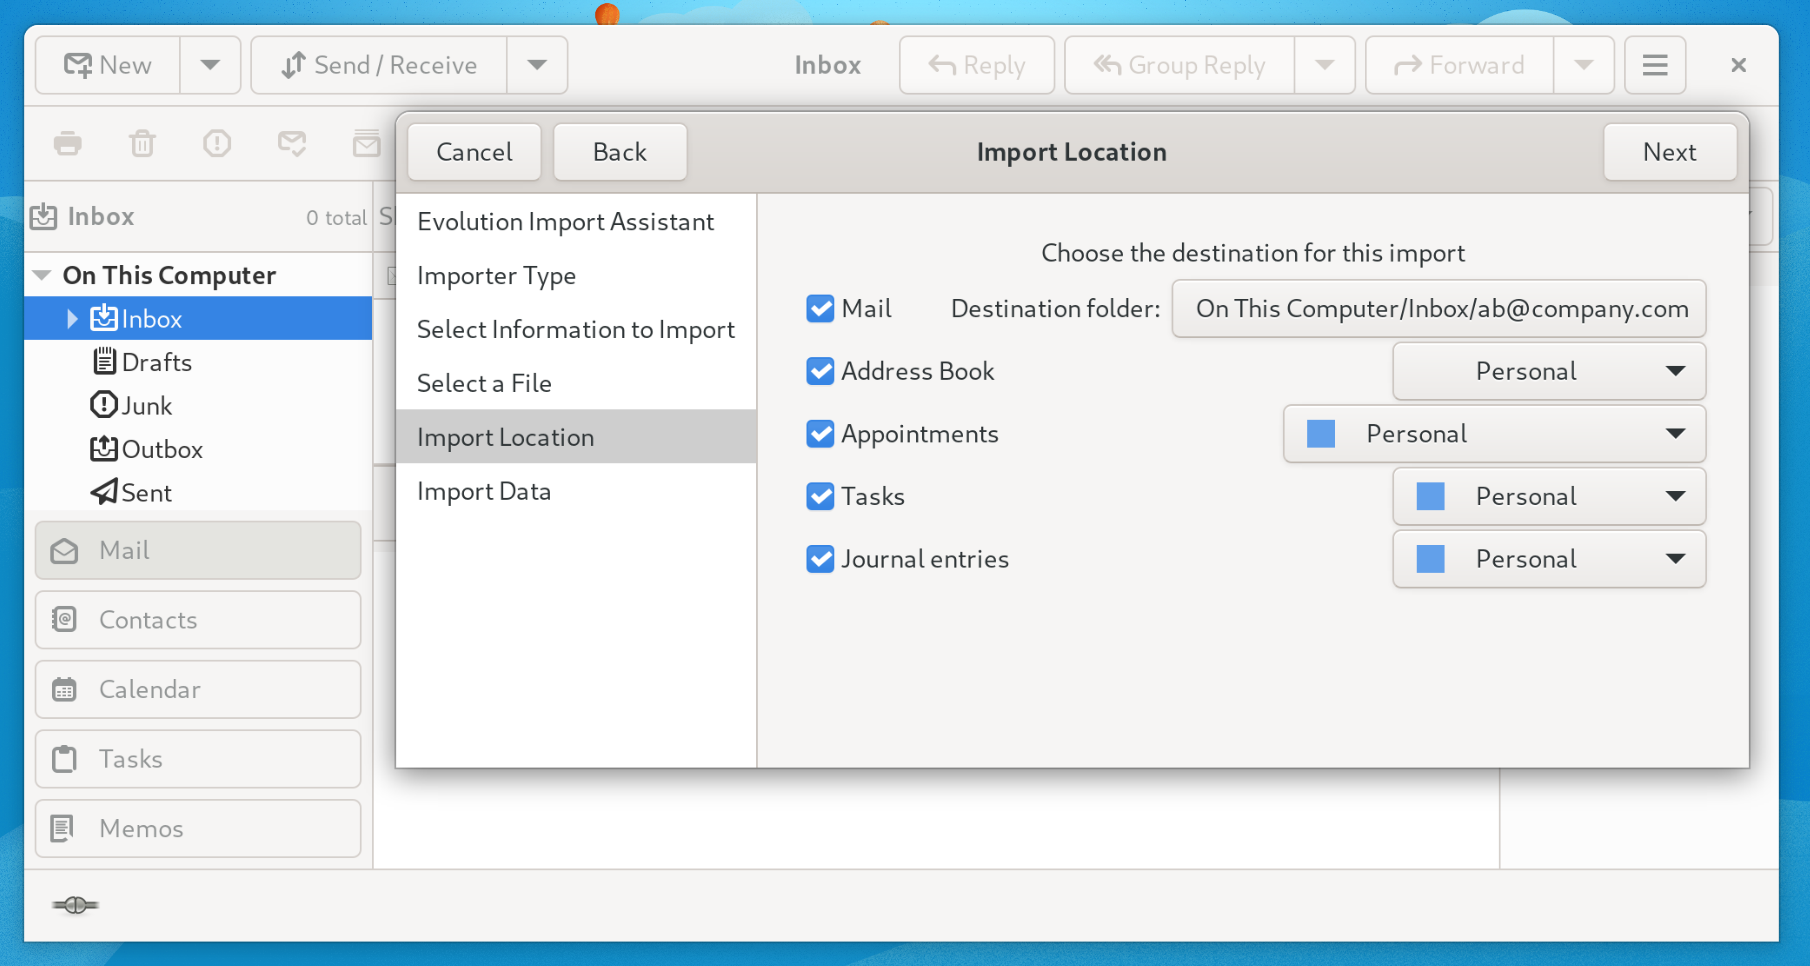 New
Send / Receive
Inbox
Reply
Group Reply
Forward
Cancel
Back
Import Location
Next
Inbox
0 total
On This Computer
Inbox
Drafts
Junk
Outbox
Sent
Mail
Contacts
Calendar
Tasks
Memos
Evolution Import Assistant
Importer Type
Select Information to Import
Select a File
Import Location
Import Data
Choose the destination for this import
Mail Destination folder: On This Computer/Inbox/ab@company.com
Address Book Personal
Appointments Personal
Tasks Personal
Journal entries Personal